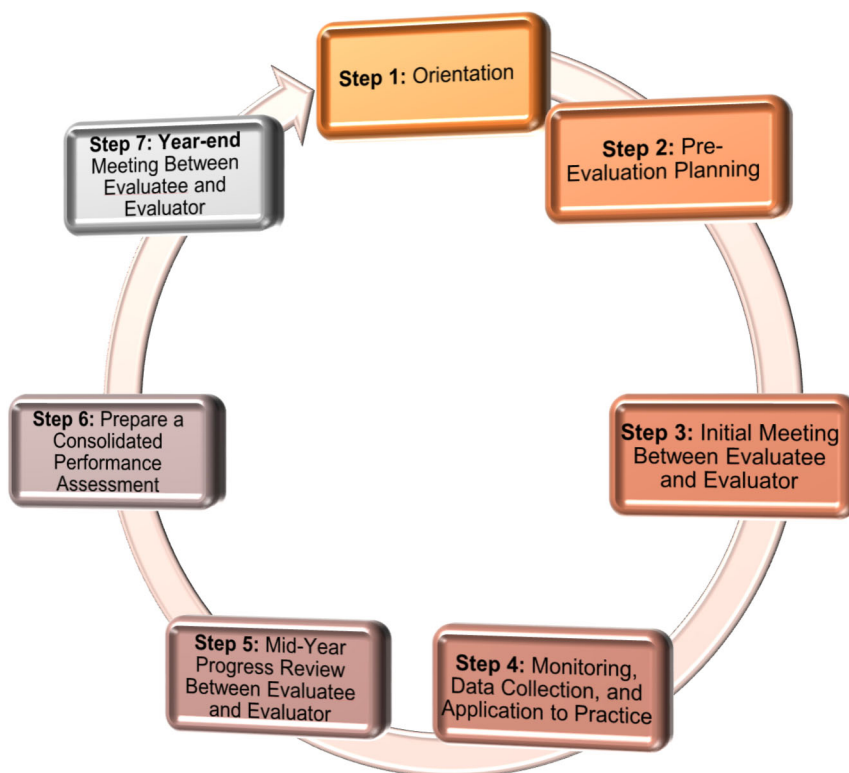 Step 1: Orientation
Step 2: Pre-
Evaluation Planning
Step 3: Initial Meeting
Between Evaluatee
and Evaluator
Step 4: Monitoring,
Data Collection, and
Application to Practice
Step 5: Mid-Year
Progress Review
Between Evaluatee
and Evaluator
Step 6: Prepare a
Consolidated
Performance
Assessment
Step 7: Year-end
Meeting Between
Evaluatee and
Evaluator